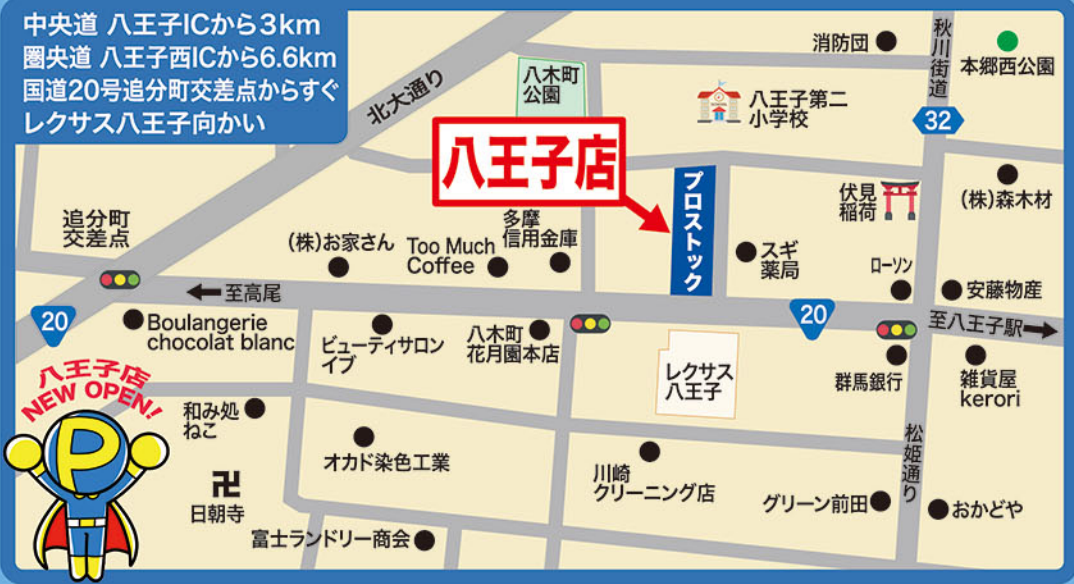 中央道 八王子ICから3km
圏央道 八王子西ICから6.6km
国道20号追分町交差点からすぐ
レクサス八王子向かい
北大通り
八木町
公園
消防団
秋川街道
本郷西公園
八王子第二
小学校
32
八王子店
プロストック
伏見
稲荷
(株)森木材
追分町
交差点
(株)お家さん
Too Much
Coffee
多摩
信用金庫
スギ
薬局
ローソン
安藤物産
至高尾
20
20
至八王子駅
Boulangerie
chocolat blanc
ビューティサロン
イブ
八木町
花月園本店
レクサス
八王子
群馬銀行
雑貨屋
kerori
八王子店
NEW OPEN!
P
和み処
ねこ
オカド染色工業
川崎
クリーニング店
松姫通り
グリーン前田
おかどや
卍
日朝寺
富士ランドリー商会